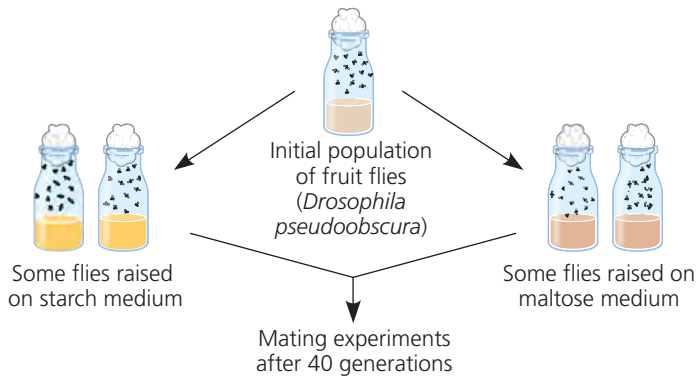 Initial population
of fruit flies
(Drosophila
pseudoobscura)
Some flies raised
on starch medium
Some flies raised on
maltose medium
Mating experiments
after 40 generations